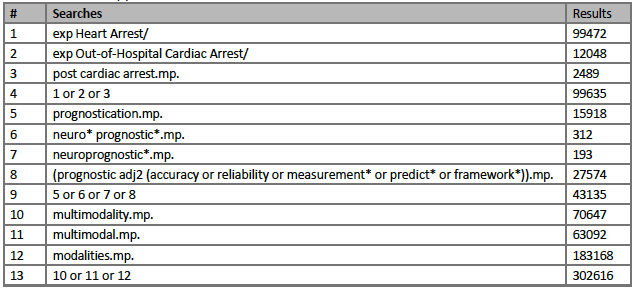 # Searches Results
1 exp Heart Arrest/ 99472
2 exp Out-of-Hospital Cardiac Arrest/ 12048
3 post cardiac arrest.mp. 2489
4 1 or 2 or 3 99635
5 prognostication.mp. 15918
6 neuro* prognostic*.mp. 312
7 neuroprognostic*.mp. 193
8 (prognostic adj2 (accuracy or reliability or measurement* or predict* or framework*)).mp. 27574
9 5 or 6 or 7 or 8 43135
10 multimodality.mp. 70647
11 multimodal.mp. 63092
12 modalities.mp. 183168
13 10 or 11 or 12 302616